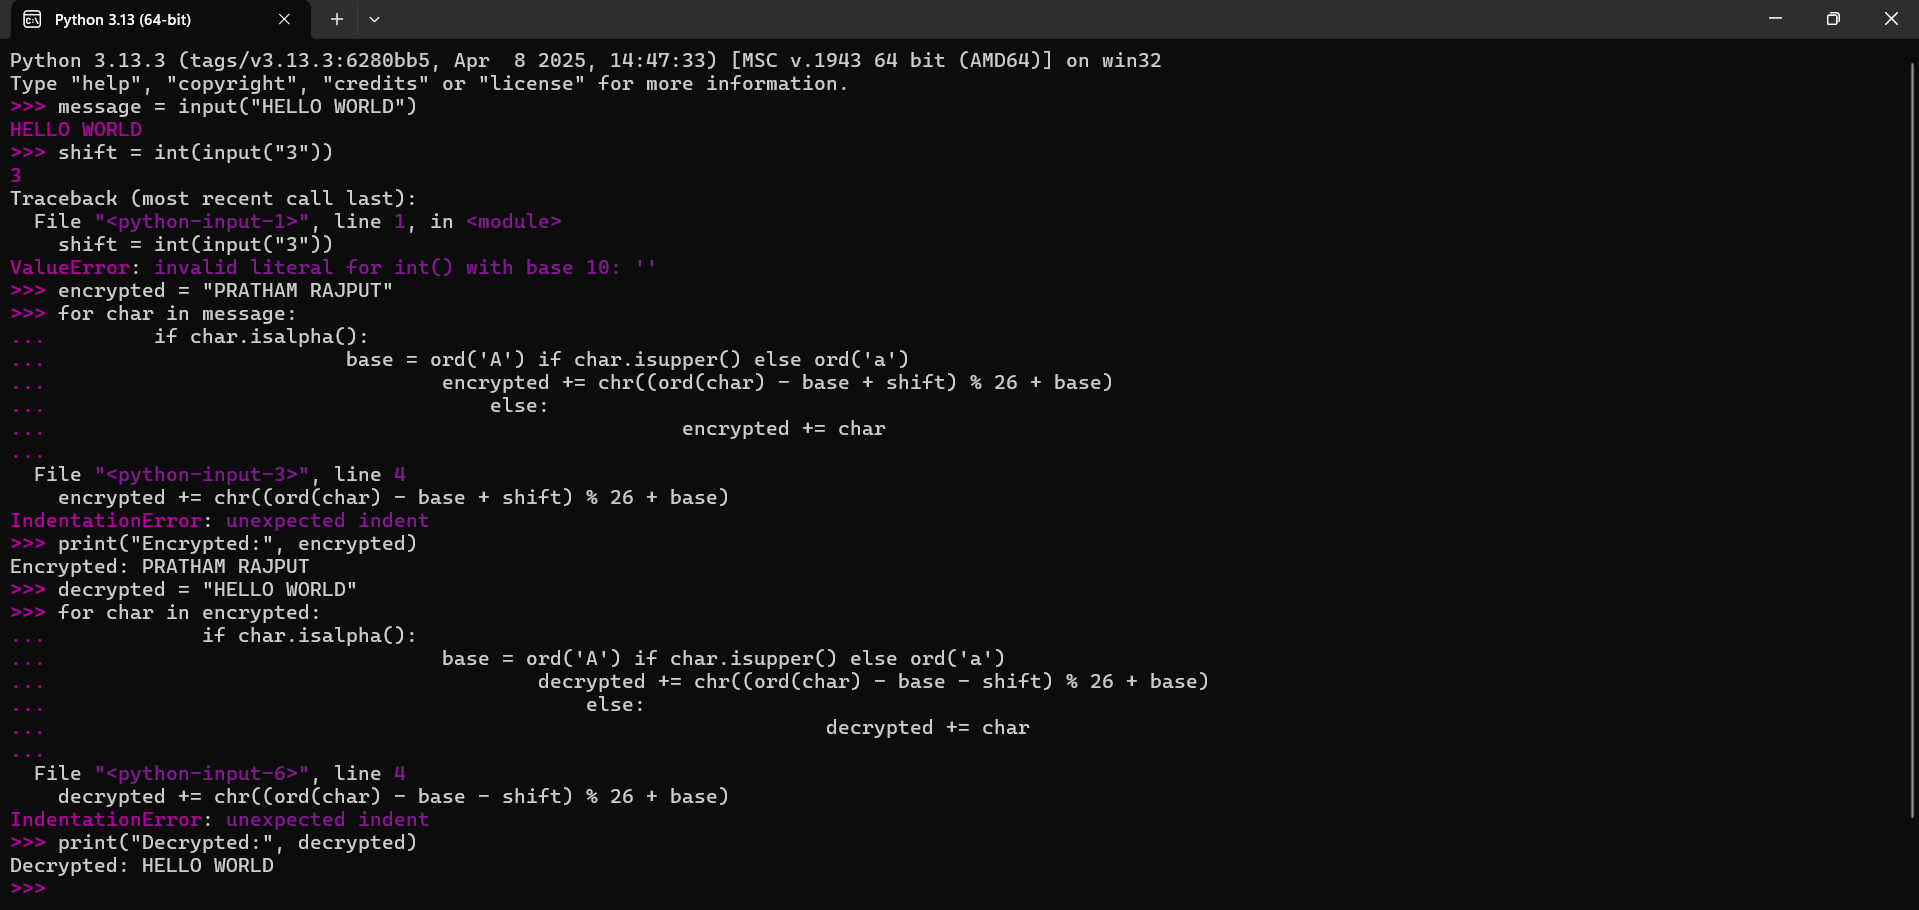 Python 3.13 (64-bit)
Python 3.13.3 (tags/v3.13.3:6280bb5, Apr  8 2025, 14:47:33) [MSC v.1943 64 bit (AMD64)] on win32
Type "help", "copyright", "credits" or "license" for more information.
>>> message = input("HELLO WORLD")
HELLO WORLD
>>> shift = int(input("3"))
3
Traceback (most recent call last):
  File "<python-input-1>", line 1, in <module>
    shift = int(input("3"))
ValueError: invalid literal for int() with base 10: ''
>>> encrypted = "PRATHAM RAJPUT"
>>> for char in message:
...         if char.isalpha():
...                         base = ord('A') if char.isupper() else ord('a')
...                                 encrypted += chr((ord(char) - base + shift) % 26 + base)
...                                     else:
...                                                     encrypted += char
...
  File "<python-input-3>", line 4
    encrypted += chr((ord(char) - base + shift) % 26 + base)
IndentationError: unexpected indent
>>> print("Encrypted:", encrypted)
Encrypted: PRATHAM RAJPUT
>>> decrypted = "HELLO WORLD"
>>> for char in encrypted:
...             if char.isalpha():
...                                 base = ord('A') if char.isupper() else ord('a')
...                                         decrypted += chr((ord(char) - base - shift) % 26 + base)
...                                             else:
...                                                                 decrypted += char
...
  File "<python-input-6>", line 4
    decrypted += chr((ord(char) - base - shift) % 26 + base)
IndentationError: unexpected indent
>>> print("Decrypted:", decrypted)
Decrypted: HELLO WORLD
>>>